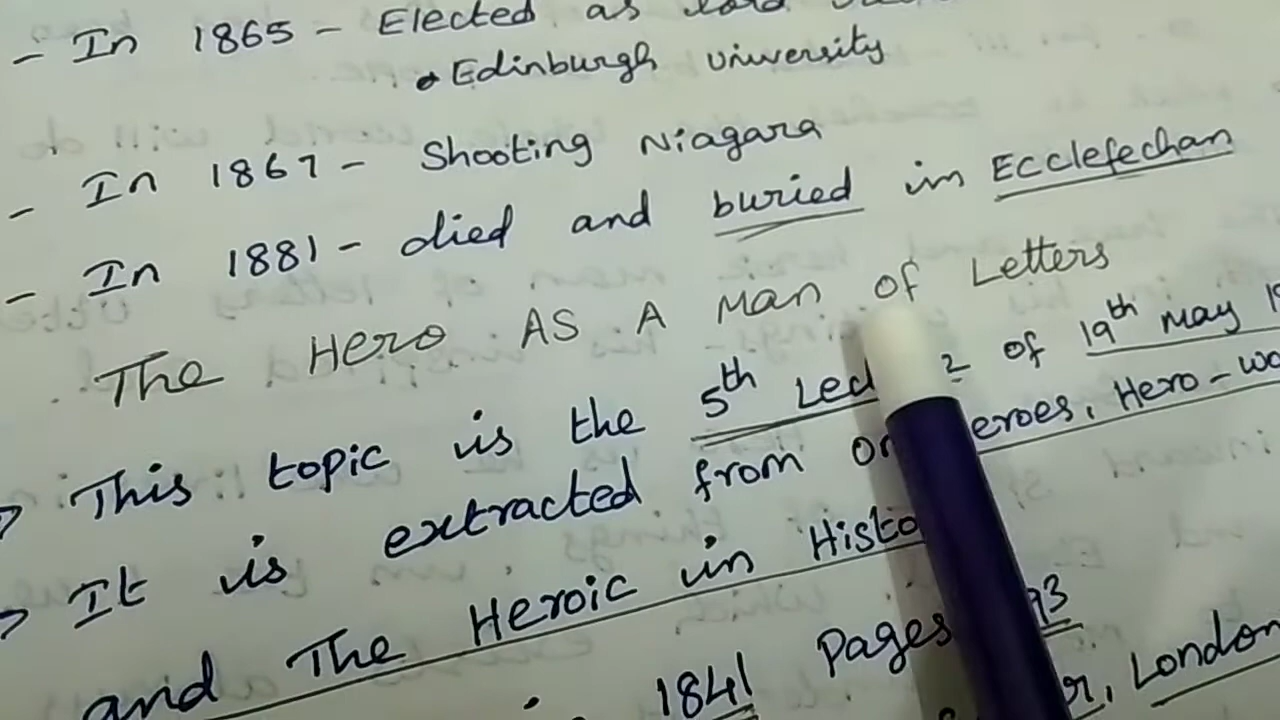 - In 1865 - Elected as
• Edinburgh University
- In 1867 - Shooting Niagara
- In 1881 - died and buried in Ecclefechan
The Hero As A Man of Letters
This topic is the 5th of 19th May
It is extracted from Heroes, Hero-
and The Heroic in
1841 Pages
London